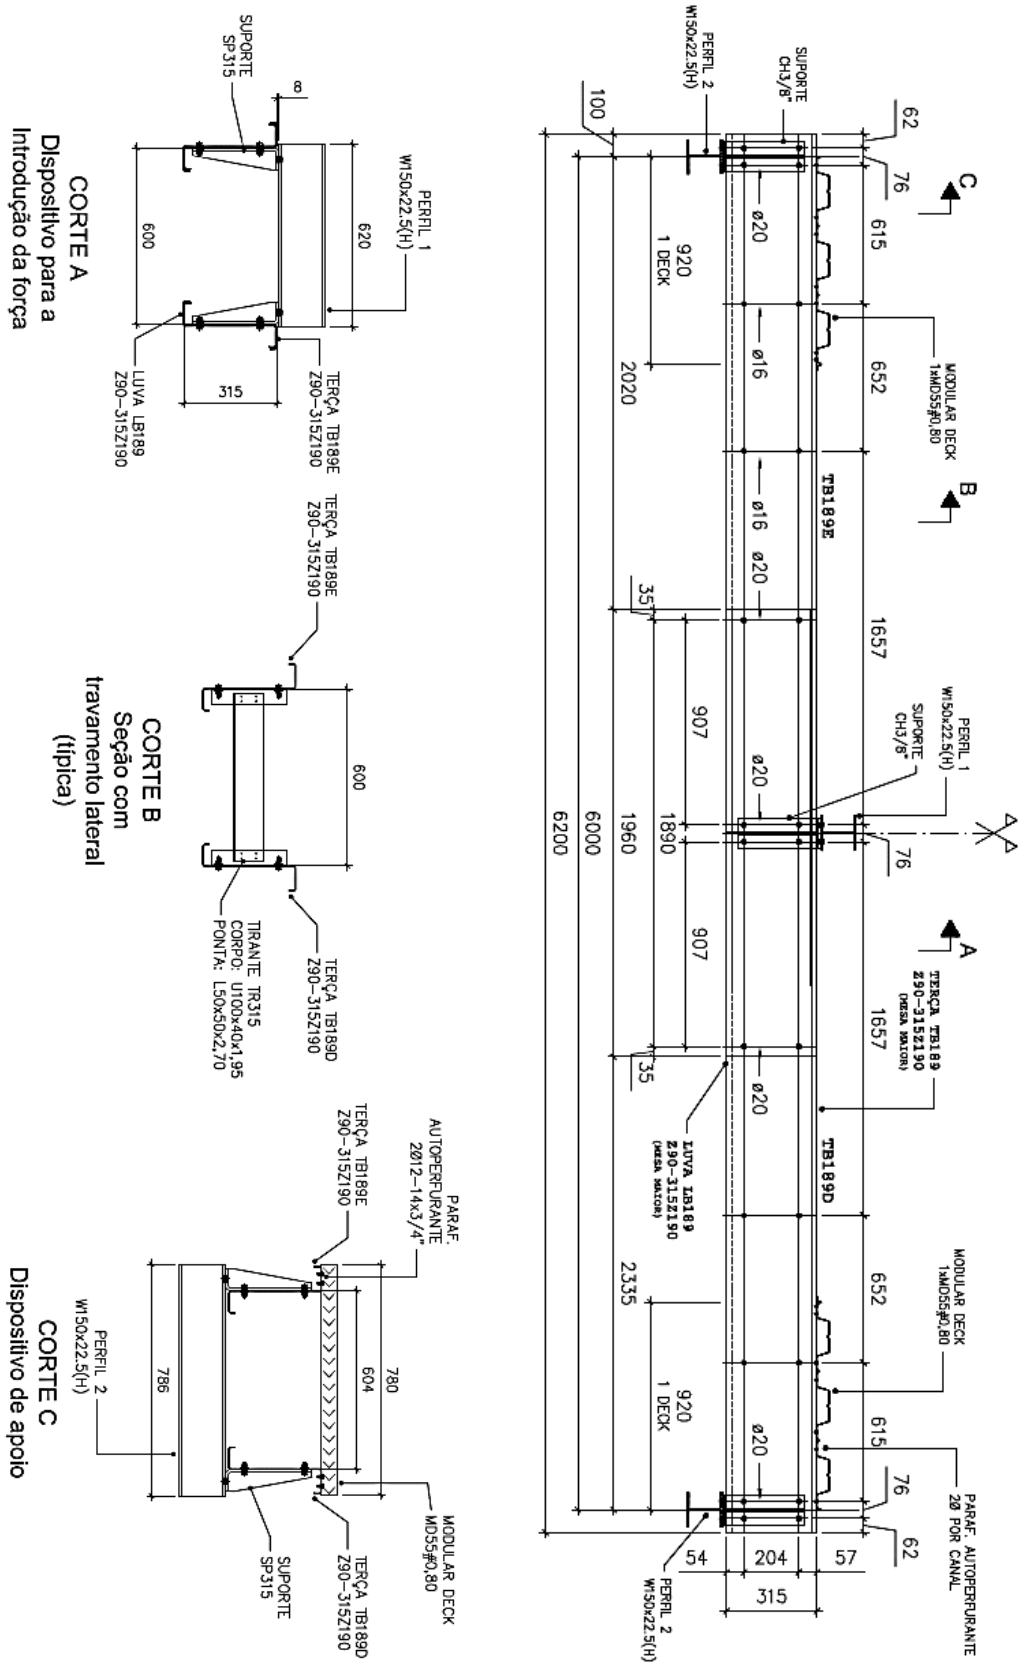 62
76
615
652
1657
76
1657
652
615
76
62
C
B
A
SUPORTE
CH3/8"
PERFIL 2
W150x22.5(H)
100
MODULAR DECK
1xMD55#0,80
TB189E
PERFIL 1
W150x22.5(H)
SUPORTE
CH3/8"
TERÇA TB189
Z90-315Z190
(MESA MAIOR)
TB189D
MODULAR DECK
1xMD55#0,80
PARAF. AUTOPERFURANTE
2Ø POR CANAL
ø20
ø16
ø16
ø20
ø20
ø20
ø20
LUVA LB189
Z90-315Z190
(MESA MAIOR)
57
204
54
315
PERFIL 2
W150x22.5(H)
920
1 DECK
907
907
920
1 DECK
35
1890
35
2020
1960
2335
6000
6200
PERFIL 1
W150x22.5(H)
620
SUPORTE
SP315
8
600
315
TERÇA TB189E
Z90-315Z190
LUVA LB189
Z90-315Z190
CORTE A
Dispositivo para a
Introdução da força
TERÇA TB189E
Z90-315Z190
600
TERÇA TB189D
Z90-315Z190
TIRANTE TR315
CORPO: U100x40x1,95
PONTA: L50x50x2,70
CORTE B
Seção com
travamento lateral
(típica)
PARAF.
AUTOPERFURANTE
2Ø12-14x3/4"
TERÇA TB189E
Z90-315Z190
780
604
786
MODULAR DECK
MD55#0,80
TERÇA TB189D
Z90-315Z190
SUPORTE
SP315
PERFIL 2
W150x22.5(H)
CORTE C
Dispositivo de apoio